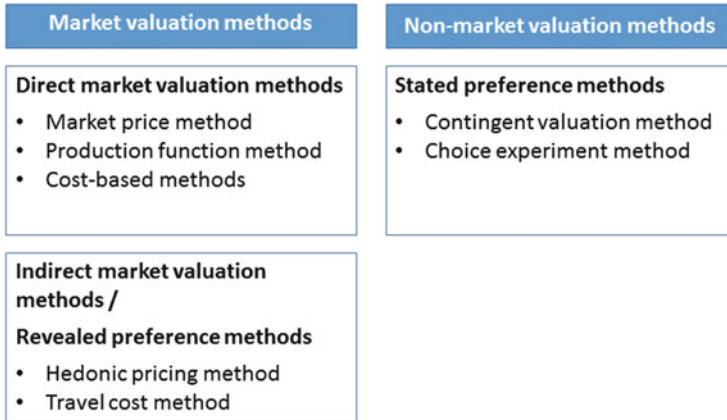 Market valuation methods
Direct market valuation methods
• Market price method
• Production function method
• Cost-based methods
Indirect market valuation
methods /
Revealed preference methods
• Hedonic pricing method
• Travel cost method
Non-market valuation methods
Stated preference methods
• Contingent valuation method
• Choice experiment method